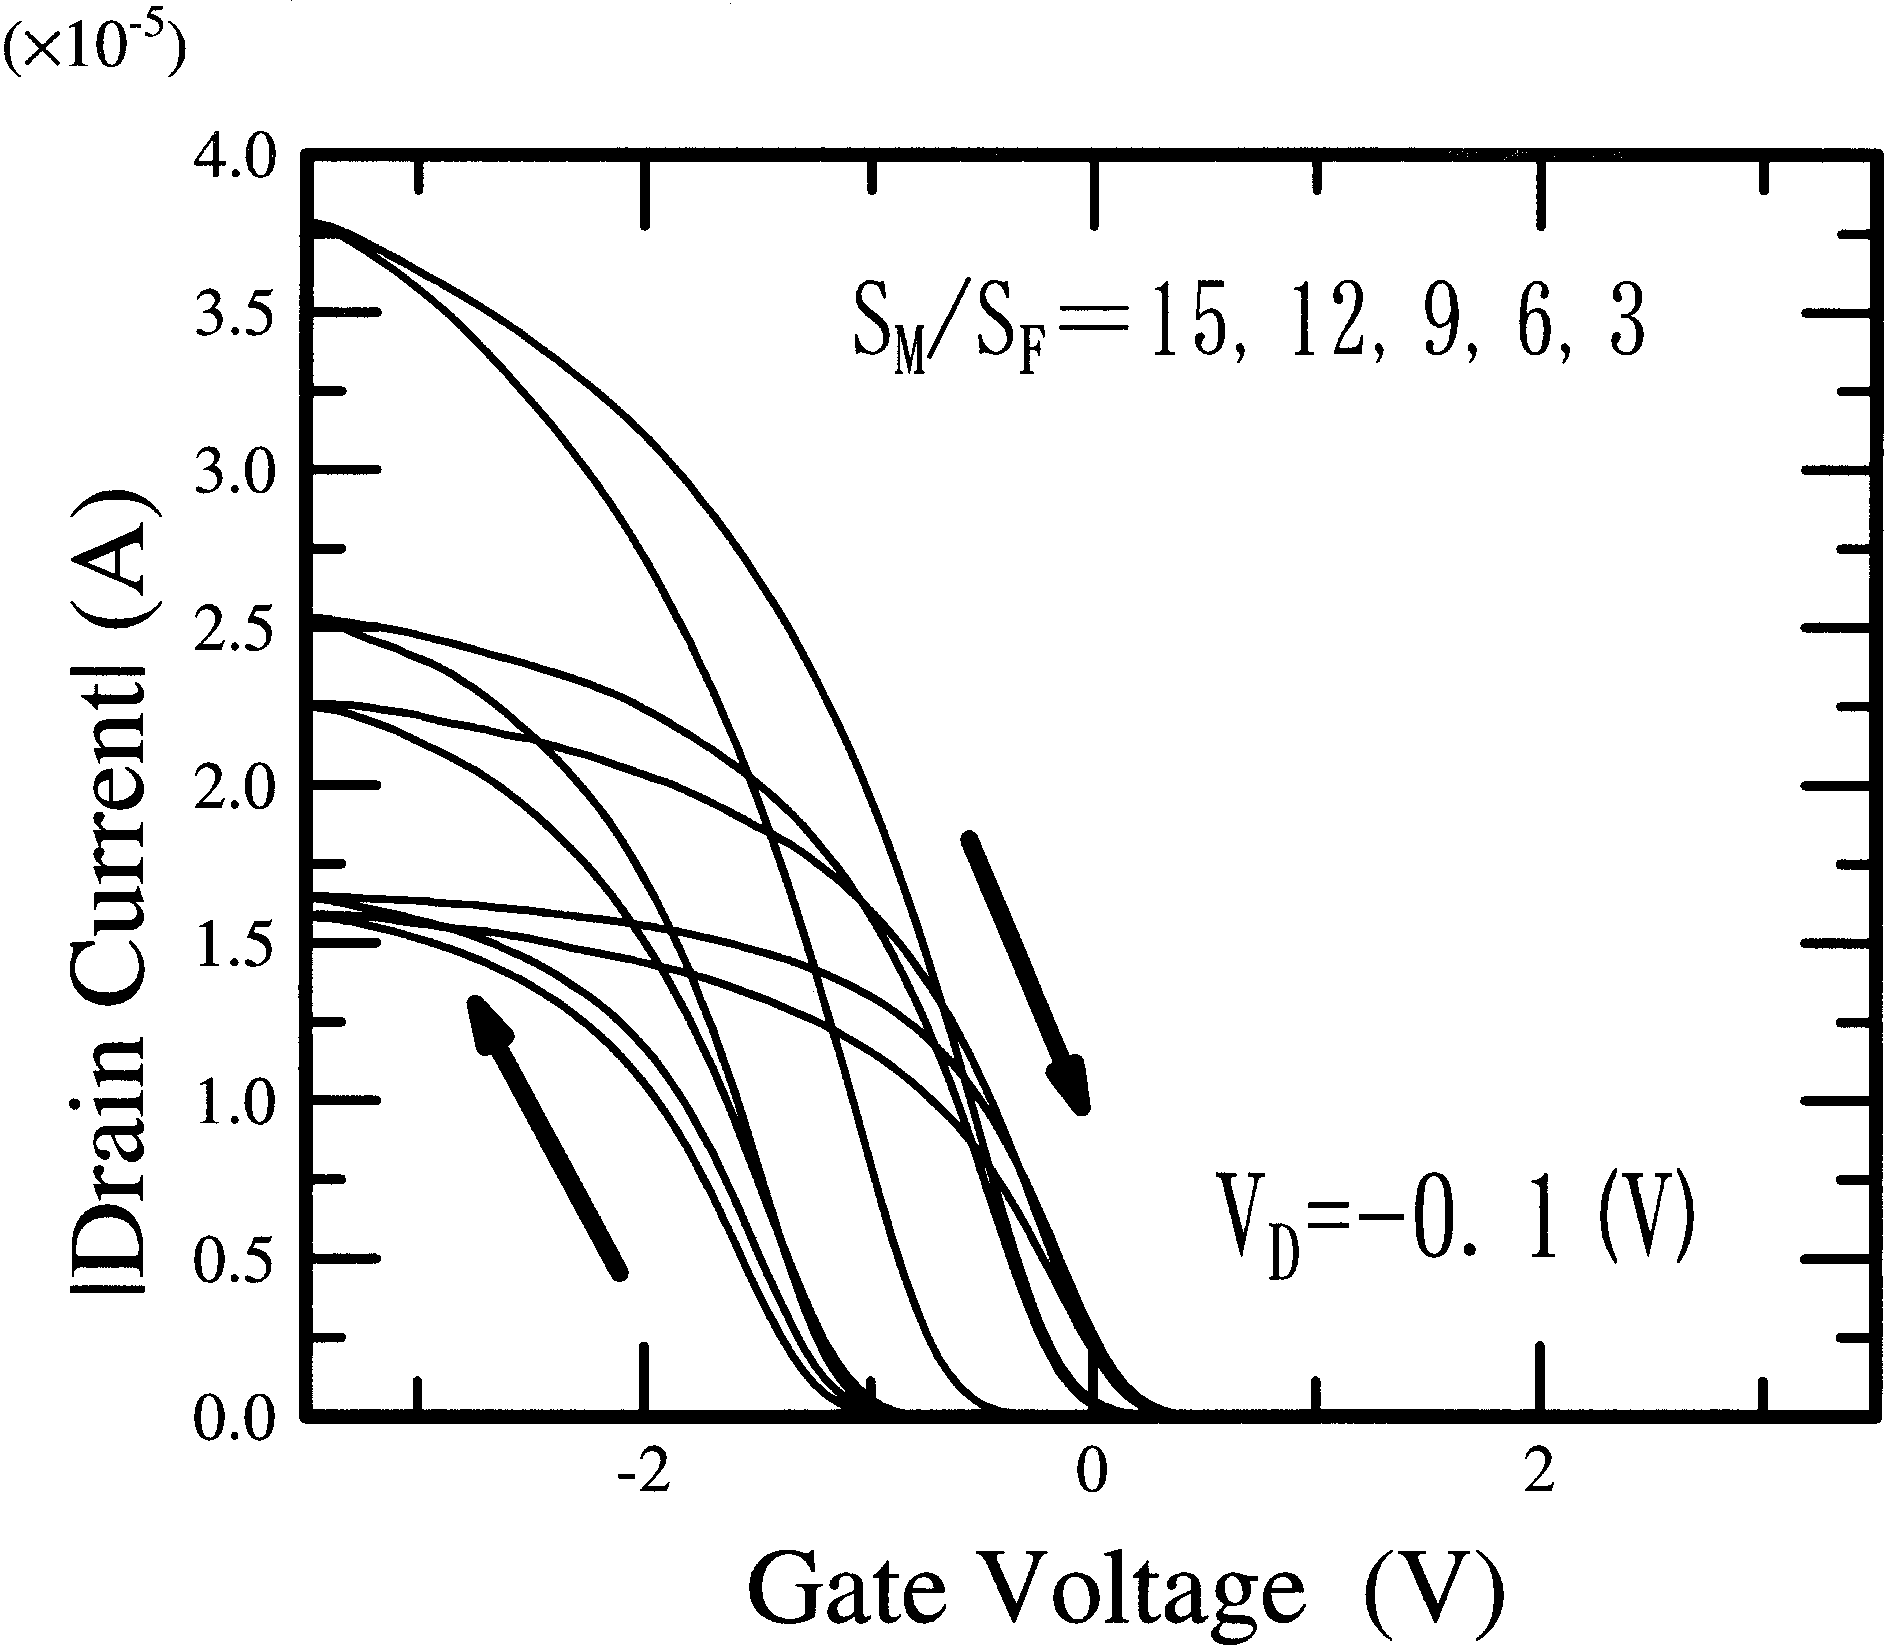 (×10-5)
4.0
3.5
3.0
2.5
2.0
1.5
1.0
0.5
0.0
|Drain Current| (A)
SM/SF=15, 12, 9, 6, 3
VD=-0.1 (V)
-2 0 2
Gate Voltage (V)